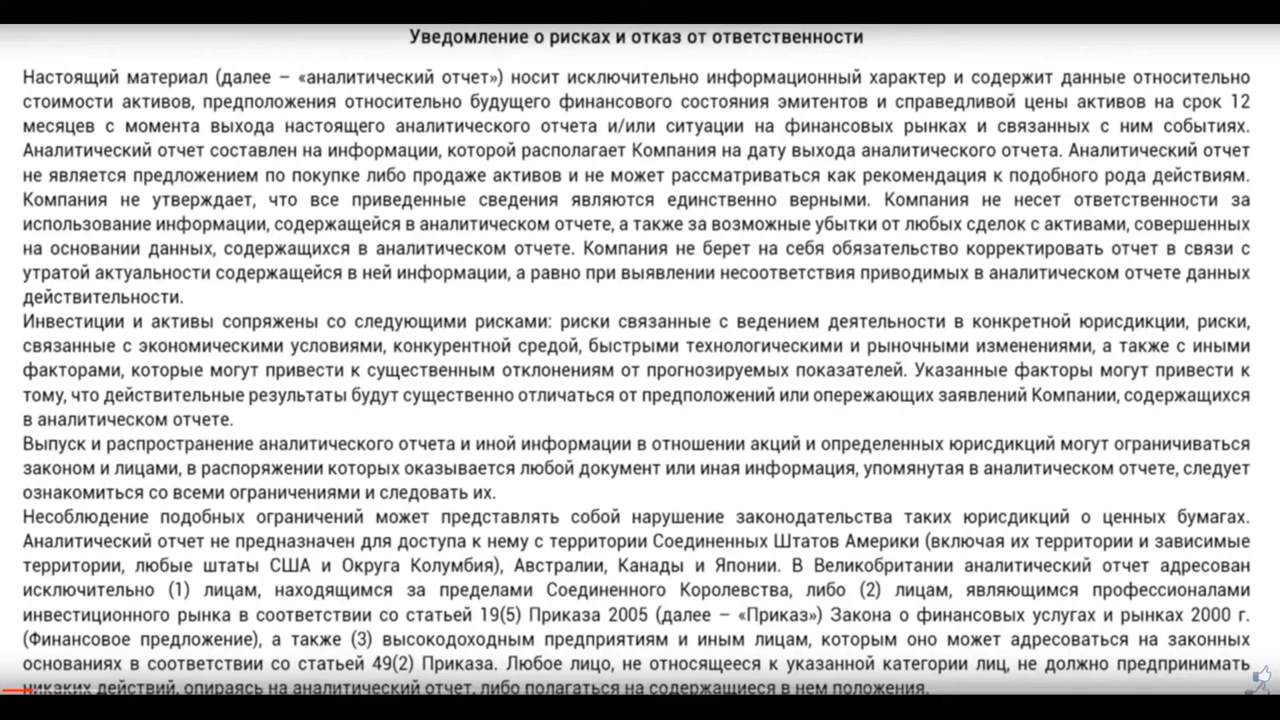 Уведомление о рисках и отказ от ответственности
Настоящий материал (далее – «аналитический отчет») носит исключительно информационный характер и содержит данные относительно
стоимости активов, предположения относительно будущего финансового состояния эмитентов и справедливой цены активов на срок 12
месяцев с момента выхода настоящего аналитического отчета и/или ситуации на финансовых рынках и связанных с ним событиях.
Аналитический отчет составлен на информации, которой располагает Компания на дату выхода аналитического отчета. Аналитический отчет
не является предложением по покупке либо продаже активов и не может рассматриваться как рекомендация к подобного рода действиям.
Компания не утверждает, что все приведенные сведения являются единственно верными. Компания не несет ответственности за
использование информации, содержащейся в аналитическом отчете, а также за возможные убытки от любых сделок с активами, совершенных
на основании данных, содержащихся в аналитическом отчете. Компания не берет на себя обязательство корректировать отчет в связи с
утратой актуальности содержащейся в ней информации, а равно при выявлении несоответствия приводимых в аналитическом отчете данных
действительности.
Инвестиции и активы сопряжены со следующими рисками: риски связанные с ведением деятельности в конкретной юрисдикции, риски,
связанные с экономическими условиями, конкурентной средой, быстрыми технологическими и рыночными изменениями, а также с иными
факторами, которые могут привести к существенным отклонениям от прогнозируемых показателей. Указанные факторы могут привести к
тому, что действительные результаты будут существенно отличаться от предположений или опережающих заявлений Компании, содержащихся
в аналитическом отчете.
Выпуск и распространение аналитического отчета и иной информации в отношении акций и определенных юрисдикций могут ограничиваться
законом и лицами, в распоряжении которых оказывается любой документ или иная информация, упомянутая в аналитическом отчете, следует
ознакомиться со всеми ограничениями и следовать их.
Несоблюдение подобных ограничений может представлять собой нарушение законодательства таких юрисдикций о ценных бумагах.
Аналитический отчет не предназначен для доступа к нему с территории Соединенных Штатов Америки (включая их территории и зависимые
территории, любые штаты США и Округа Колумбия), Австралии, Канады и Японии. В Великобритании аналитический отчет адресован
исключительно (1) лицам, находящимся за пределами Соединенного Королевства, либо (2) лицам, являющимся профессионалами
инвестиционного рынка в соответствии со статьей 19(5) Приказа 2005 (далее – «Приказ») Закона о финансовых услугах и рынках 2000 г.
(Финансовое предложение), а также (3) высокодоходным предприятиям и иным лицам, которым оно может адресоваться на законных
основаниях в соответствии со статьей 49(2) Приказа. Любое лицо, не относящееся к указанной категории лиц, не должно предпринимать
никаких действий, опираясь на аналитический отчет, либо полагаться на содержащиеся в нем положения.